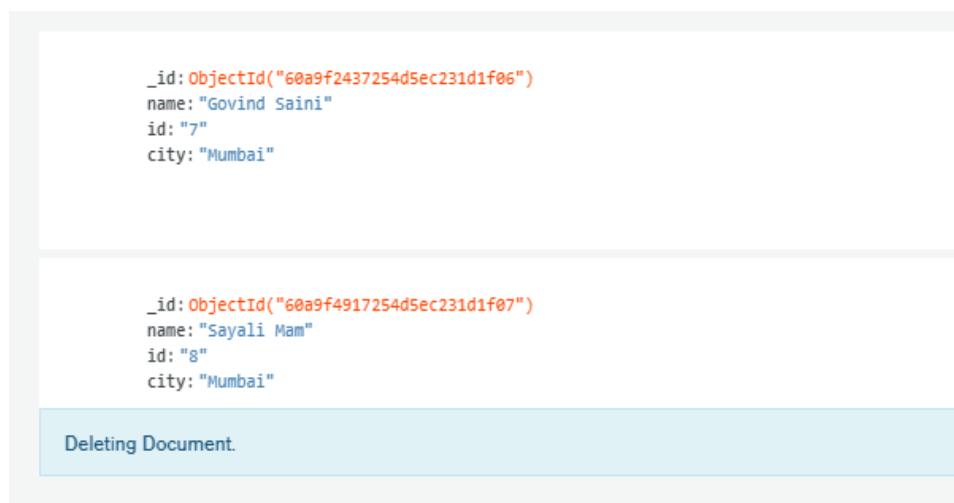 _id: ObjectId("60a9f2437254d5ec231d1f06")
name: "Govind Saini"
id: "7"
city: "Mumbai"
_id: ObjectId("60a9f4917254d5ec231d1f07")
name: "Sayali Mam"
id: "8"
city: "Mumbai"
Deleting Document.